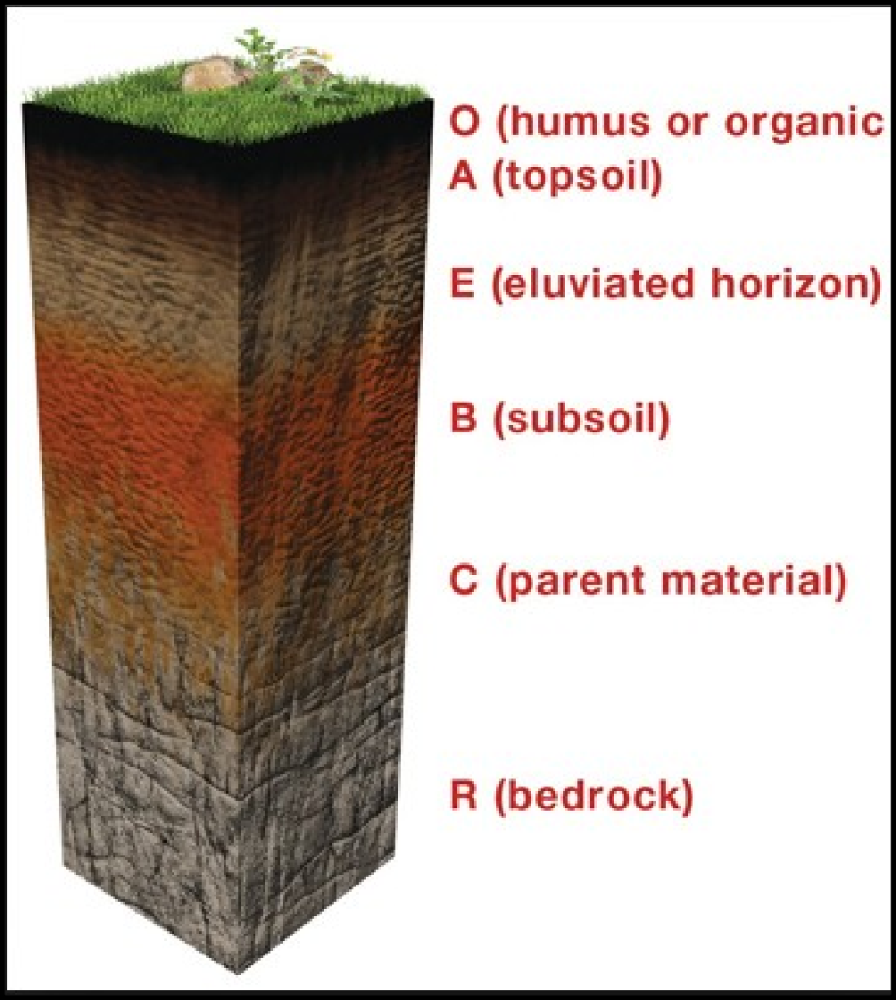 O (humus or organic
A (topsoil)
E (eluviated horizon)
B (subsoil)
C (parent material)
R (bedrock)